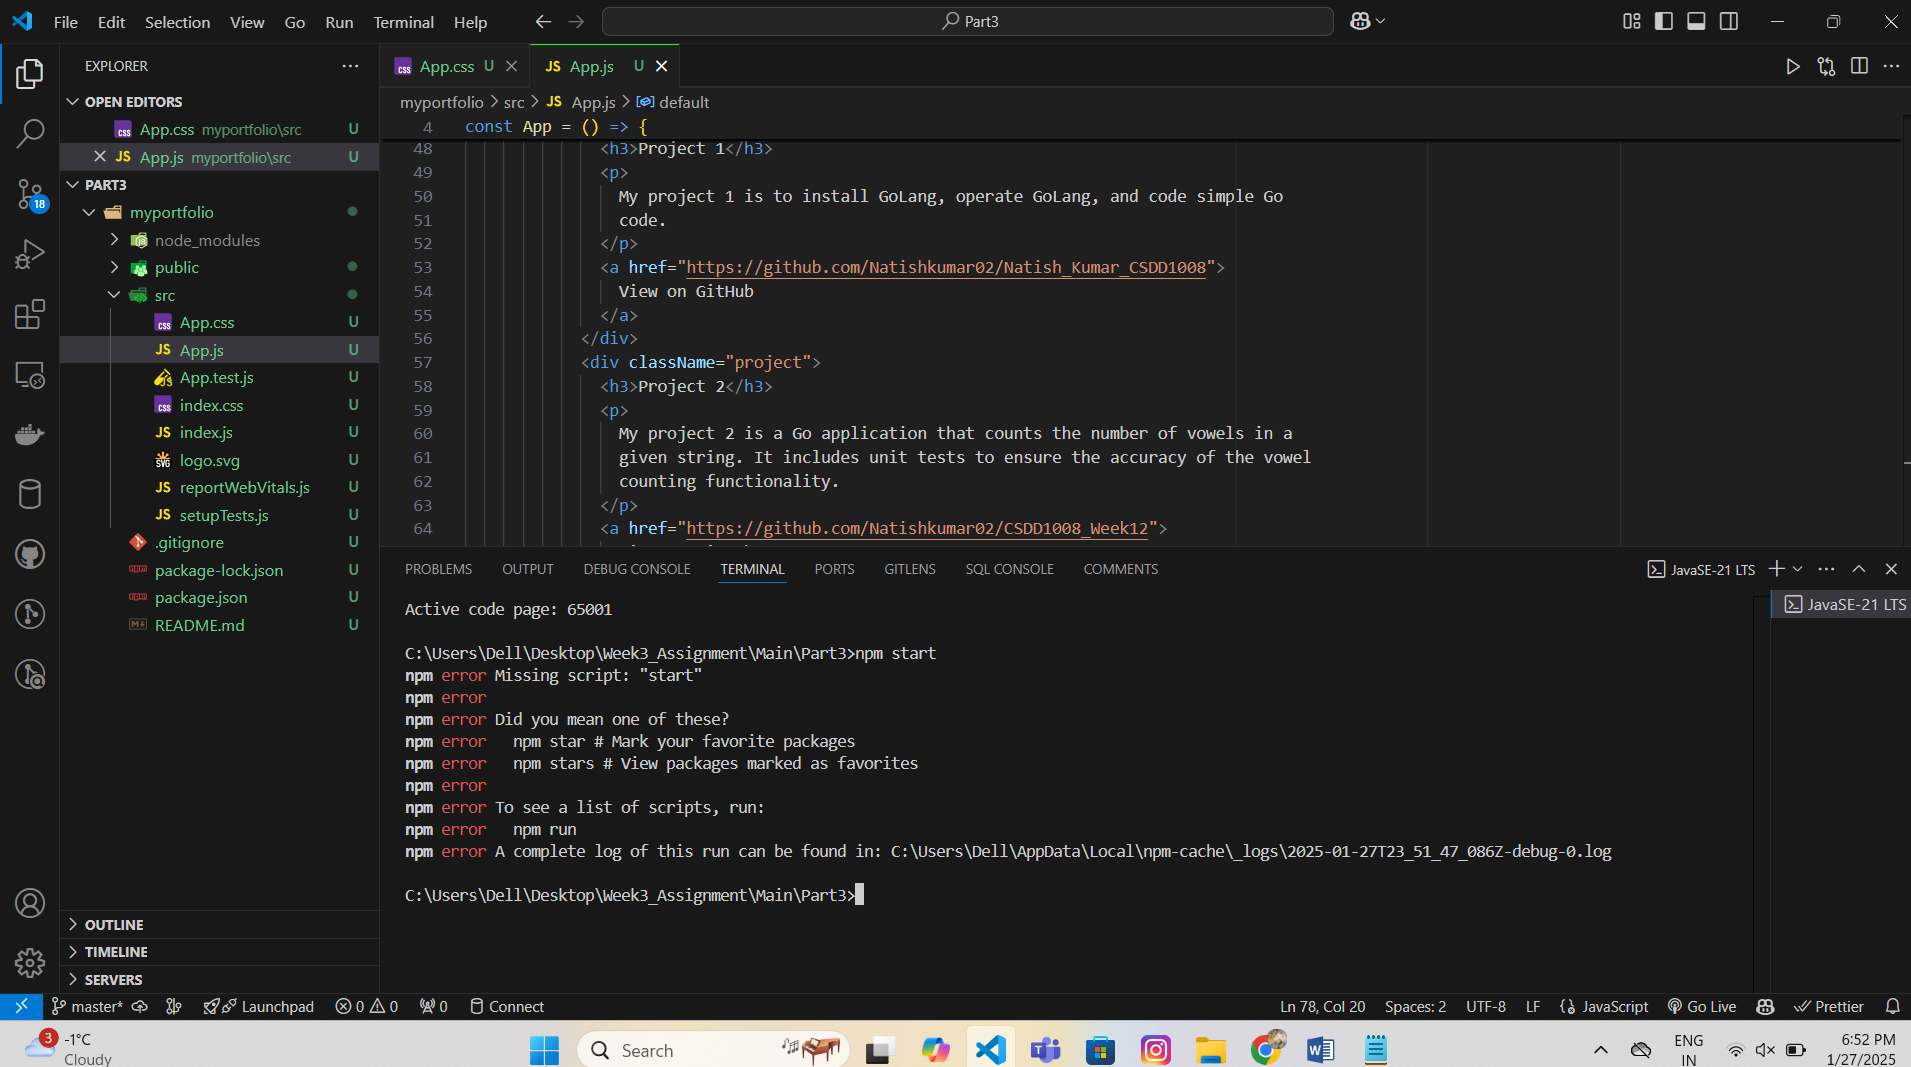 File Edit Selection View Go Run Terminal Help
Part3
EXPLORER
OPEN EDITORS
App.css myportfolio\src U
App.js myportfolio\src U
PART3
myportfolio
node_modules
public
src
App.css U
App.js U
App.test.js U
index.css U
index.js U
logo.svg U
reportWebVitals.js U
setupTests.js U
.gitignore U
package-lock.json U
package.json U
README.md U
OUTLINE
TIMELINE
SERVERS
18
App.css U
App.js U
myportfolio > src > JS App.js > default
4 const App = () => {
48 <h3>Project 1</h3>
49 <p>
50 My project 1 is to install GoLang, operate GoLang, and code simple Go
51 code.
52 </p>
53 <a href="https://github.com/Natishkumar02/Natish_Kumar_CSDD1008">
54 View on GitHub
55 </a>
56 </div>
57 <div className="project">
58 <h3>Project 2</h3>
59 <p>
60 My project 2 is a Go application that counts the number of vowels in a
61 given string. It includes unit tests to ensure the accuracy of the vowel
62 counting functionality.
63 </p>
64 <a href="https://github.com/Natishkumar02/CSDD1008_Week12">
PROBLEMS OUTPUT DEBUG CONSOLE TERMINAL PORTS GITLENS SQL CONSOLE COMMENTS
JavaSE-21 LTS
JavaSE-21 LTS
Active code page: 65001
C:\Users\Dell\Desktop\Week3_Assignment\Main\Part3>npm start
npm error Missing script: "start"
npm error
npm error Did you mean one of these?
npm error npm star # Mark your favorite packages
npm error npm stars # View packages marked as favorites
npm error
npm error To see a list of scripts, run:
npm error npm run
npm error A complete log of this run can be found in: C:\Users\Dell\AppData\Local\npm-cache\_logs\2025-01-27T23_51_47_086Z-debug-0.log
C:\Users\Dell\Desktop\Week3_Assignment\Main\Part3>
master* Launchpad 0 0 0 Connect
Ln 78, Col 20 Spaces: 2 UTF-8 LF JavaScript Go Live Prettier
3
-1°C
Cloudy
Search
ENG
IN
6:52 PM
1/27/2025